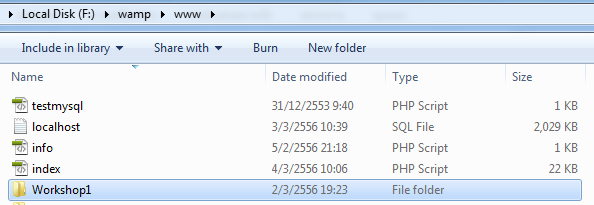 Local Disk (F:) wamp www
Include in library Share with Burn New folder
Name Date modified Type Size
testmysql 31/12/2553 9:40 PHP Script 1 KB
localhost 3/3/2556 10:39 SQL File 2,029 KB
info 5/2/2556 21:18 PHP Script 1 KB
index 4/3/2556 10:06 PHP Script 22 KB
Workshop1 2/3/2556 19:23 File folder